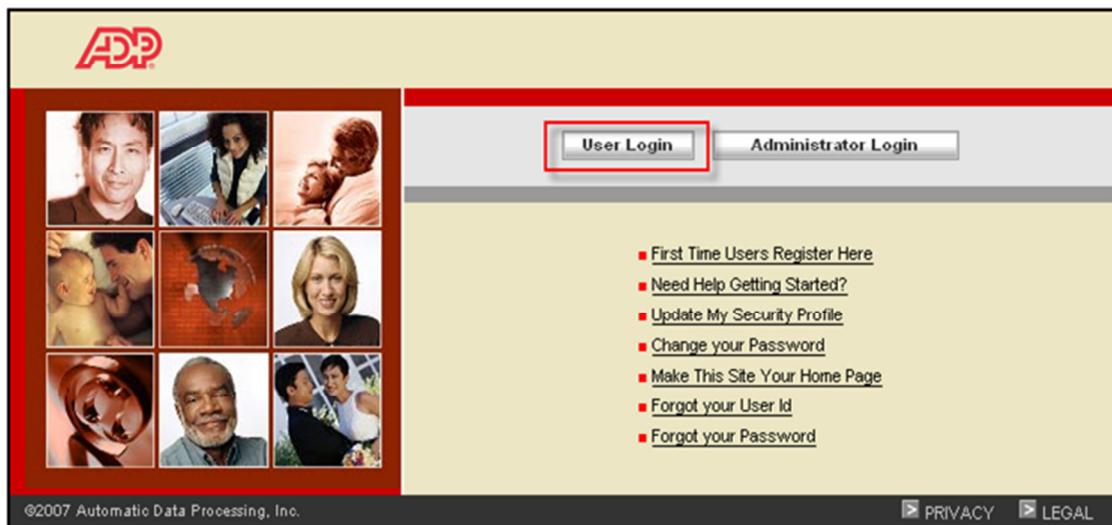 ADP
User Login
Administrator Login
First Time Users Register Here
Need Help Getting Started?
Update My Security Profile
Change your Password
Make This Site Your Home Page
Forgot your User Id
Forgot your Password
©2007 Automatic Data Processing, Inc.
PRIVACY
LEGAL